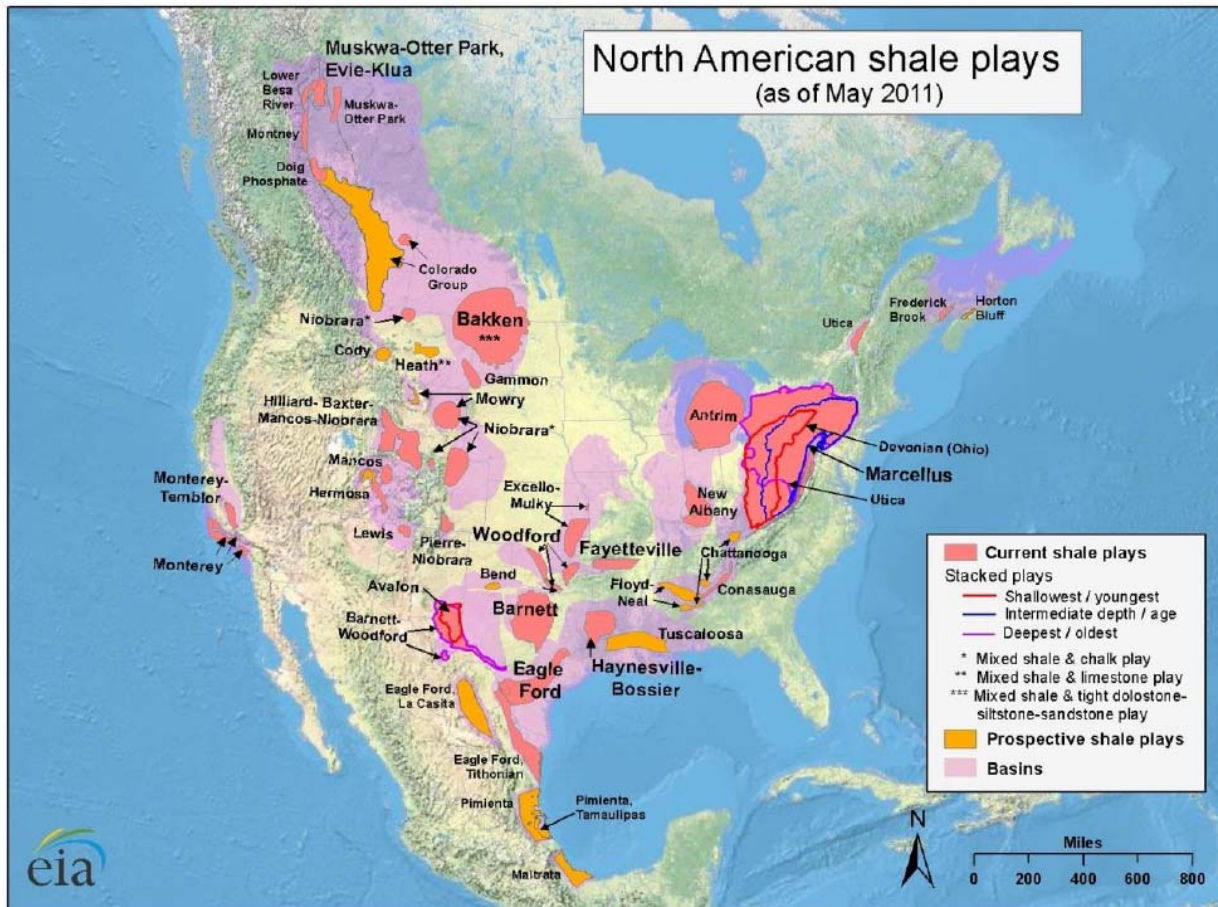 North American shale plays
(as of May 2011)
Muskwa-Otter Park,
Evie-Klua
Lower
Besa
River
Muskwa-
Otter Park
Montney
Doig
Phosphate
Colorado
Group
Niobrara*
Bakken
***
Cody
Heath**
Gammon
Mowry
Hilliard- Baxter-
Mancos-Niobrara
Niobrara*
Antrim
Utica
Frederick
Brook
Horton
Bluff
Devonian (Ohio)
Marcellus
Utica
Mancos
Hermosa
Monterey-
Temblor
Excello-
Mulky
New
Albany
Lewis
Pierre-
Niobrara
Woodford
Fayetteville
Chattanooga
Monterey
Avalon
Bend
Barnett
Floyd-
Neal
Conasauga
Barnett-
Woodford
Tuscaloosa
Eagle
Ford
Haynesville-
Bossier
Eagle Ford,
La Casita
Eagle Ford,
Tithonian
Pimienta
Pimienta,
Tamaulipas
Maltrata
Current shale plays
Stacked plays
Shallowest / youngest
Intermediate depth / age
Deepest / oldest
* Mixed shale & chalk play
** Mixed shale & limestone play
*** Mixed shale & tight dolostone-
siltstone-sandstone play
Prospective shale plays
Basins
N
Miles
0 200 400 600 800
eia